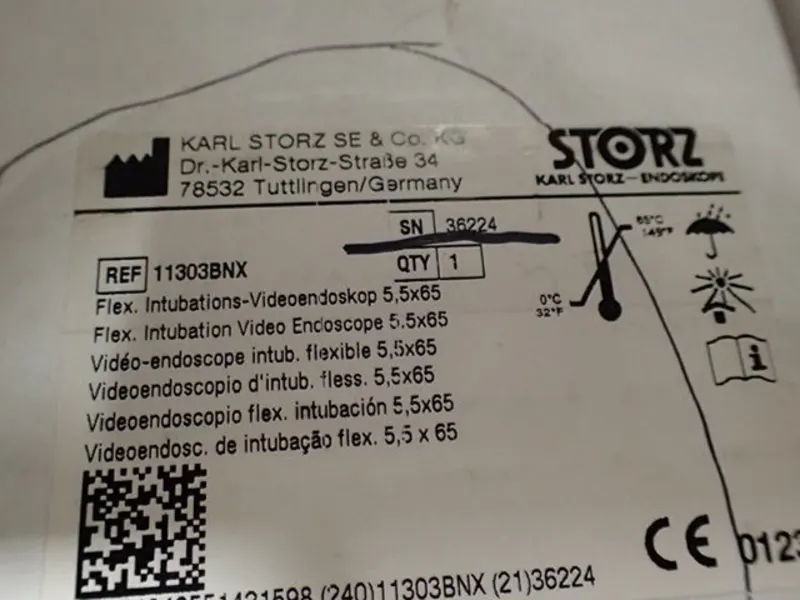 KARL STORZ SE & Co. KG
Dr.-Karl-Storz-Straße 34
78532 Tuttlingen/Germany
STORZ
KARL STORZ — ENDOSKOPE
SN 36224
REF 11303BNX
QTY 1
Flex. Intubations-Videoendoskop 5,5x65
Flex. Intubation Video Endoscope 5.5x65
Vidéo-endoscope intub. flexible 5,5x65
Videoendoscopio d'intub. fless. 5,5x65
Videoendoscopio flex. intubación 5,5x65
Videoendosc. de intubação flex. 5,5 x 65
0°C
32°F
65°C
149°F
i
CE 0123
(240)11303BNX (21)36224